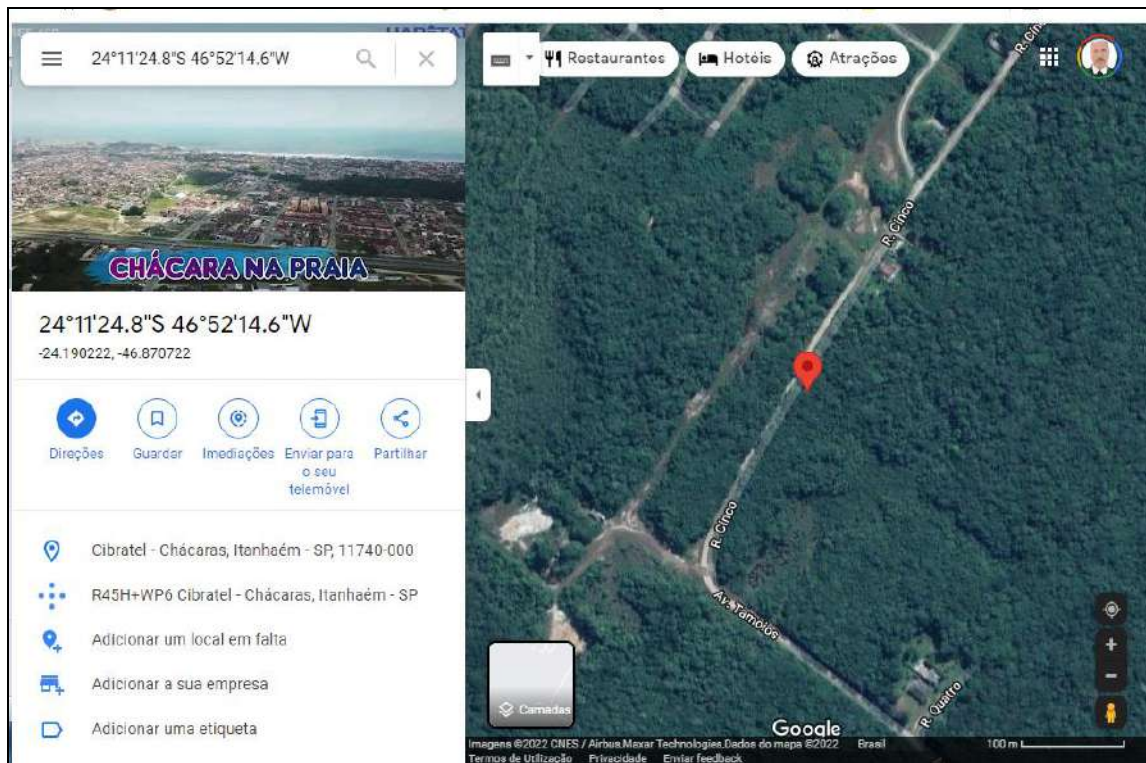 24°11'24.8"S 46°52'14.6"W
Restaurantes
Hotéis
Atrações
CHÁCARA NA PRAIA
24°11'24.8"S 46°52'14.6"W
-24.190222, -46.870722
Direções
Guardar
Imediações
Enviar para
o seu
telemóvel
Partilhar
Cibratel - Chácaras, Itanhaém - SP, 11740-000
R45H+WP6 Cibratel - Chácaras, Itanhaém - SP
Adicionar um local em falta
Adicionar a sua empresa
Adicionar uma etiqueta
R. Cinco
R. Cinco
Av. Tamoios
R. Quatro
Camadas
Google
Imagens ©2022 CNES / Airbus,Maxar Technologies,Dados do mapa ©2022 Brasil 100 m
Termos de Utilização Privacidade Enviar feedback